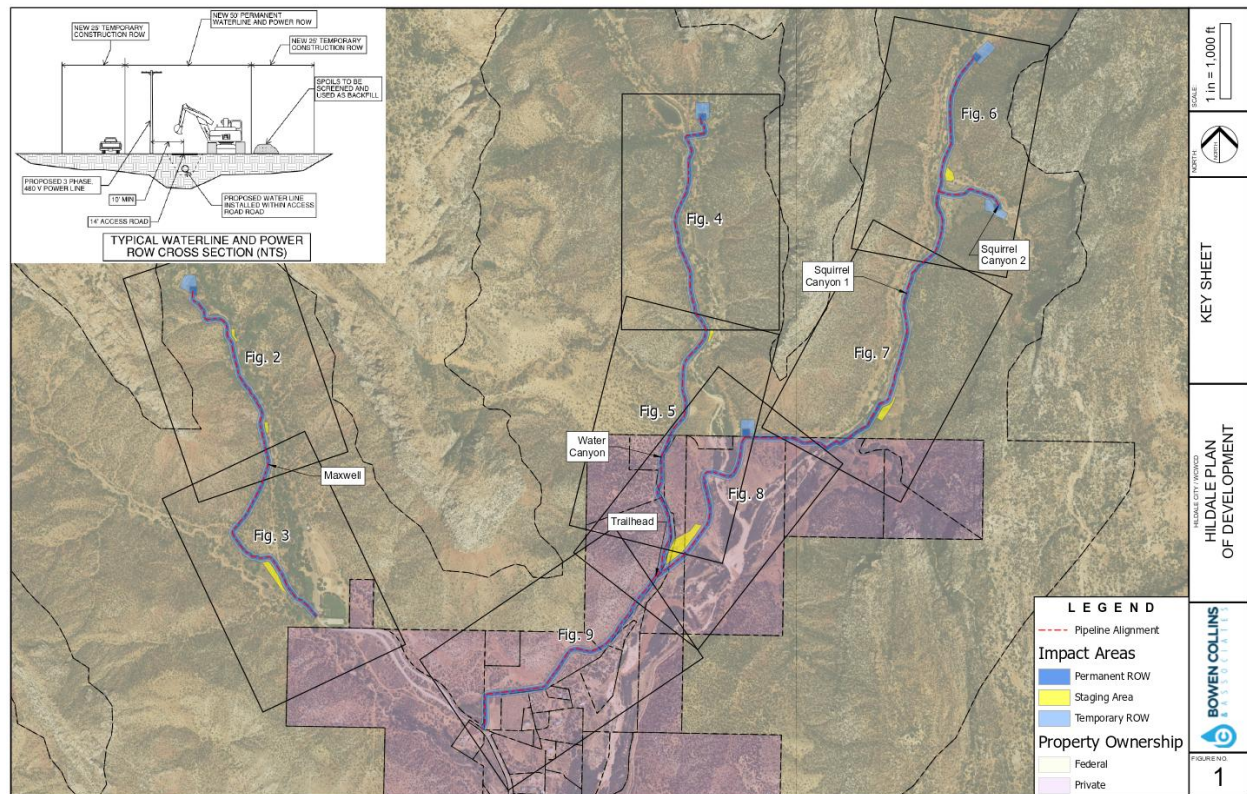 NEW 25' TEMPORARY
CONSTRUCTION ROW
NEW 50' PERMANENT
WATERLINE AND POWER
ROW
NEW 25' TEMPORARY
CONSTRUCTION ROW
SPOILS TO BE
SCREENED AND
USED AS BACKFILL
PROPOSED 3 PHASE,
480 V POWER LINE
10' MIN
14' ACCESS ROAD
PROPOSED WATER LINE
INSTALLED WITHIN ACCESS
ROAD ROAD
TYPICAL WATERLINE AND POWER
ROW CROSS SECTION (NTS)
Fig. 2
Maxwell
Fig. 3
Fig. 4
Fig. 5
Water
Canyon
Trailhead
Fig. 6
Squirrel
Canyon 2
Squirrel
Canyon 1
Fig. 7
Fig. 8
Fig. 9
LEGEND
Pipeline Alignment
Impact Areas
Permanent ROW
Staging Area
Temporary ROW
Property Ownership
Federal
Private
SCALE:
1 in = 1,000 ft
NORTH:
NORTH
KEY SHEET
HILDALE CITY / WCWCD
HILDALE PLAN
OF DEVELOPMENT
BOWEN COLLINS
& ASSOCIATES
FIGURE NO.
1